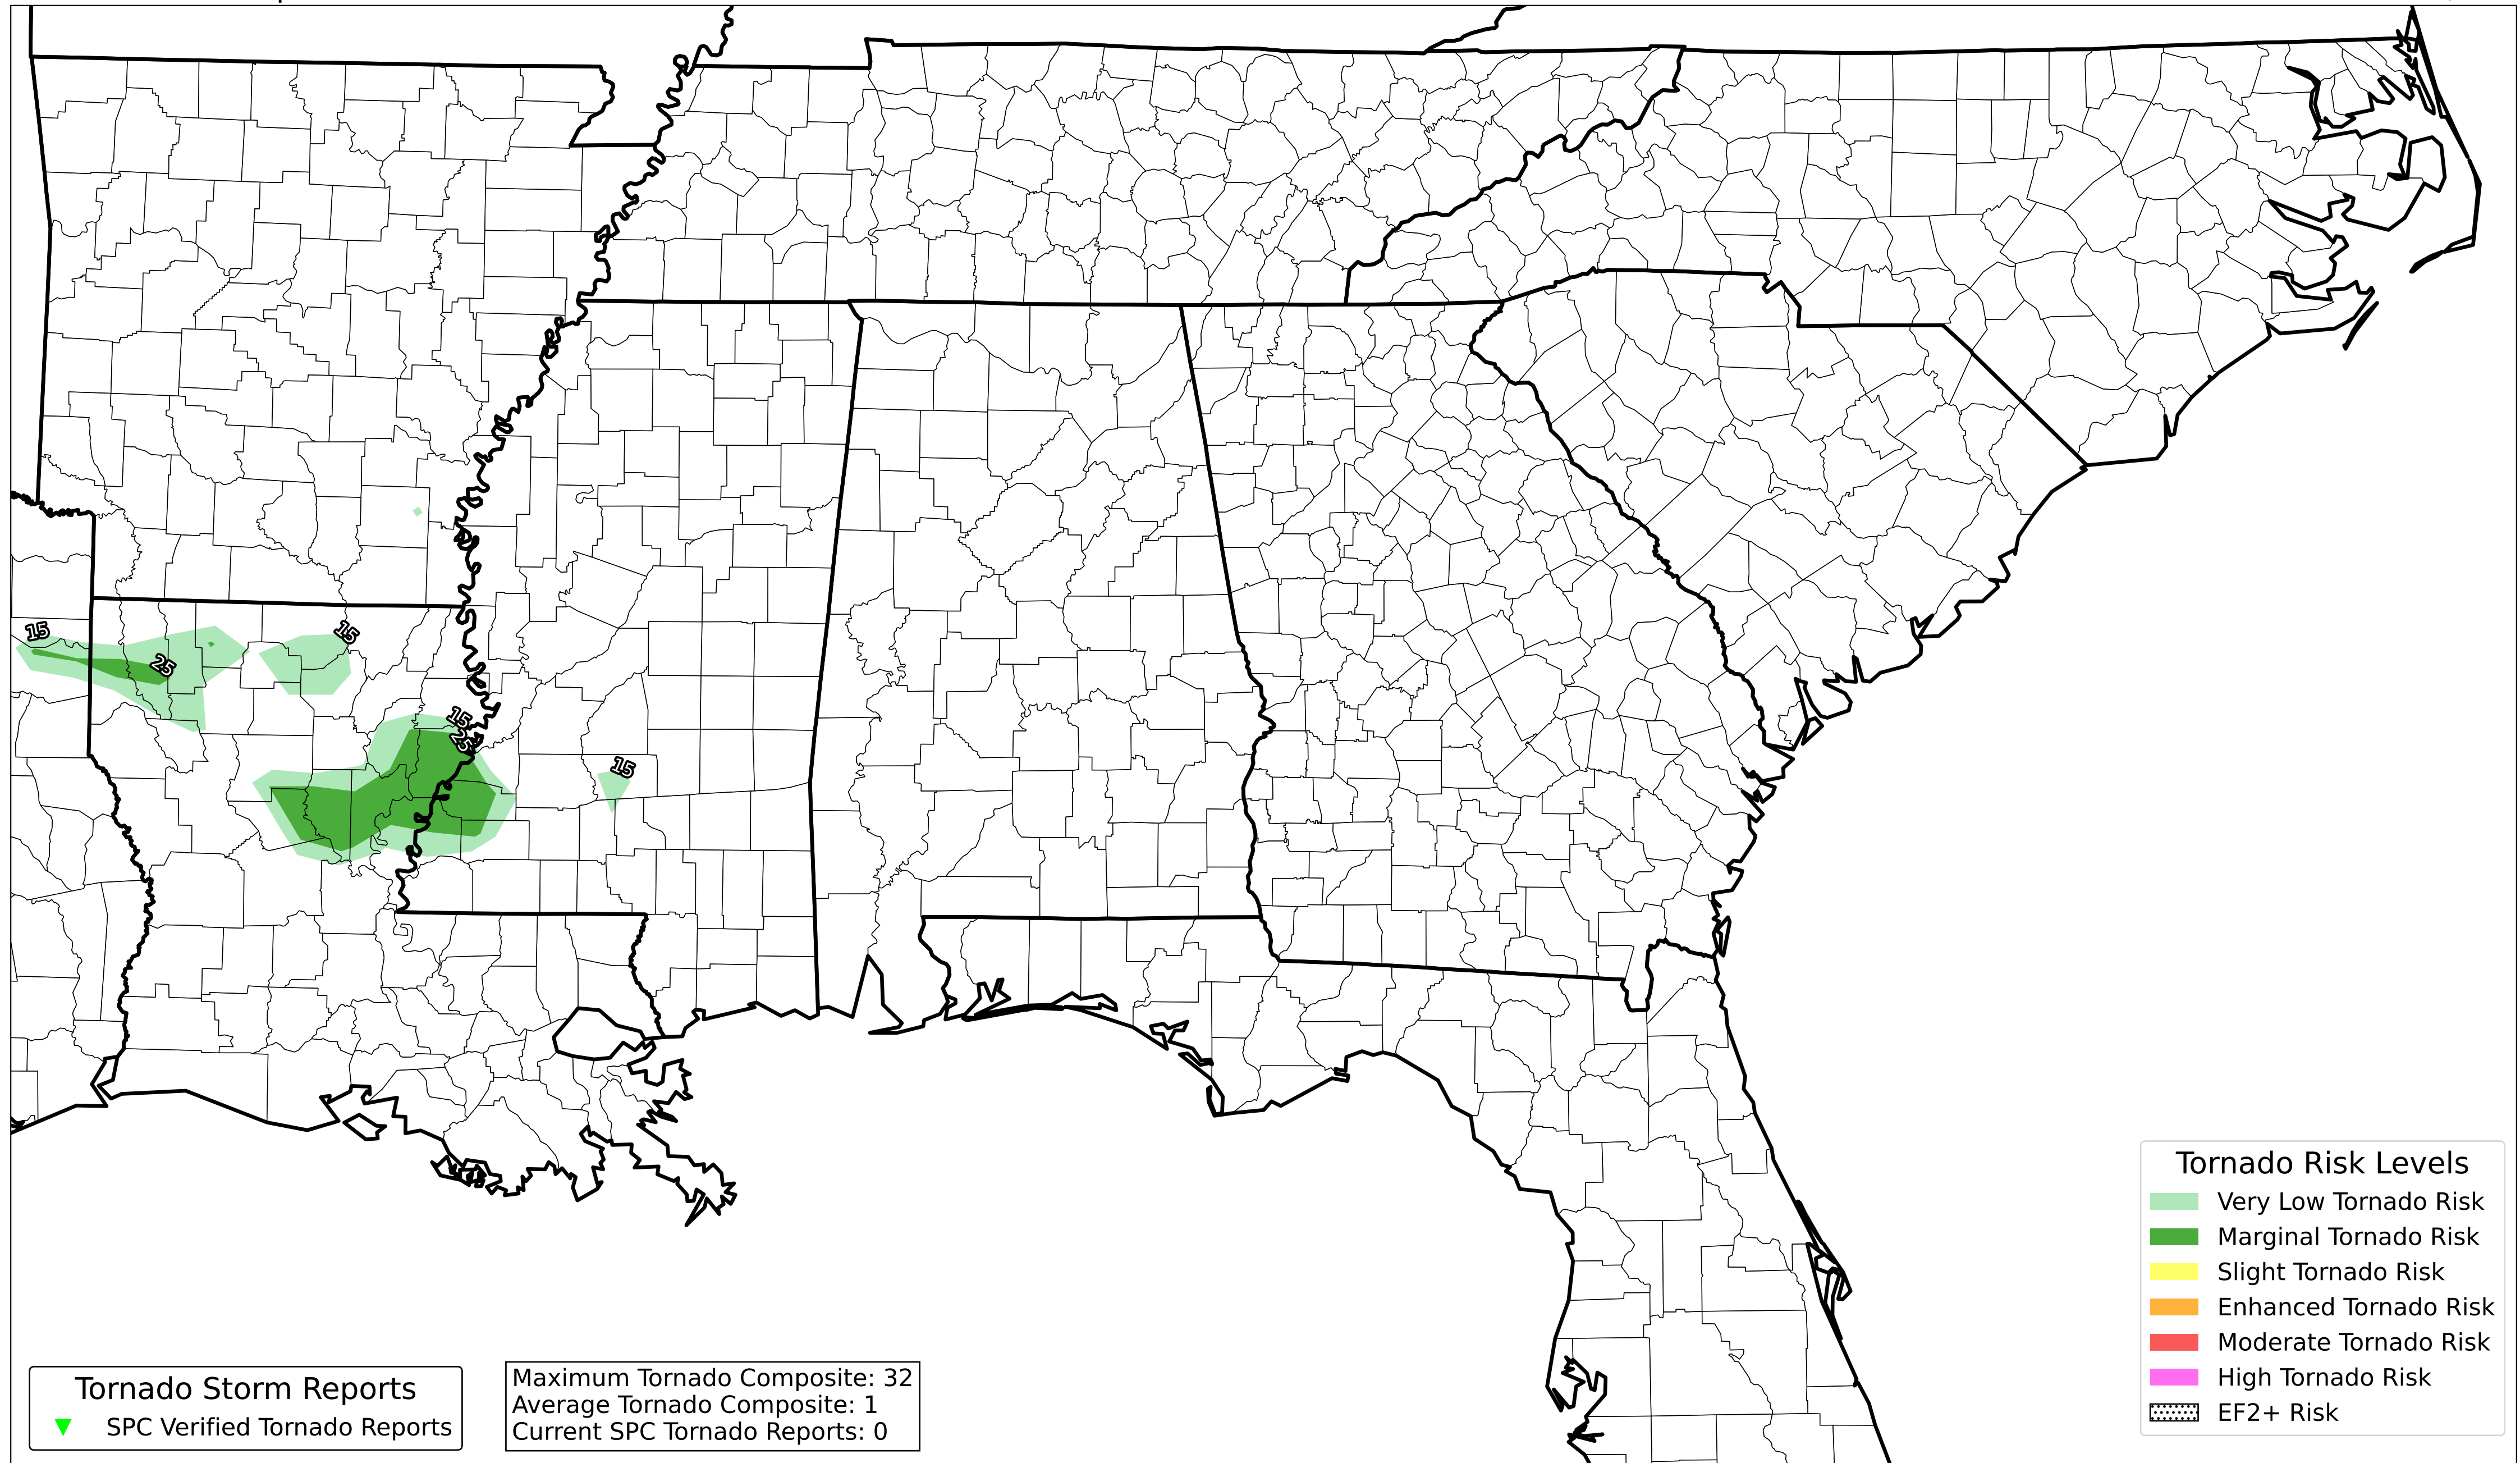 15
15
25
15
25
15
Tornado Risk Levels
Very Low Tornado Risk
Marginal Tornado Risk
Slight Tornado Risk
Enhanced Tornado Risk
Moderate Tornado Risk
High Tornado Risk
EF2+ Risk
Tornado Storm Reports
SPC Verified Tornado Reports
Maximum Tornado Composite: 32
Average Tornado Composite: 1
Current SPC Tornado Reports: 0